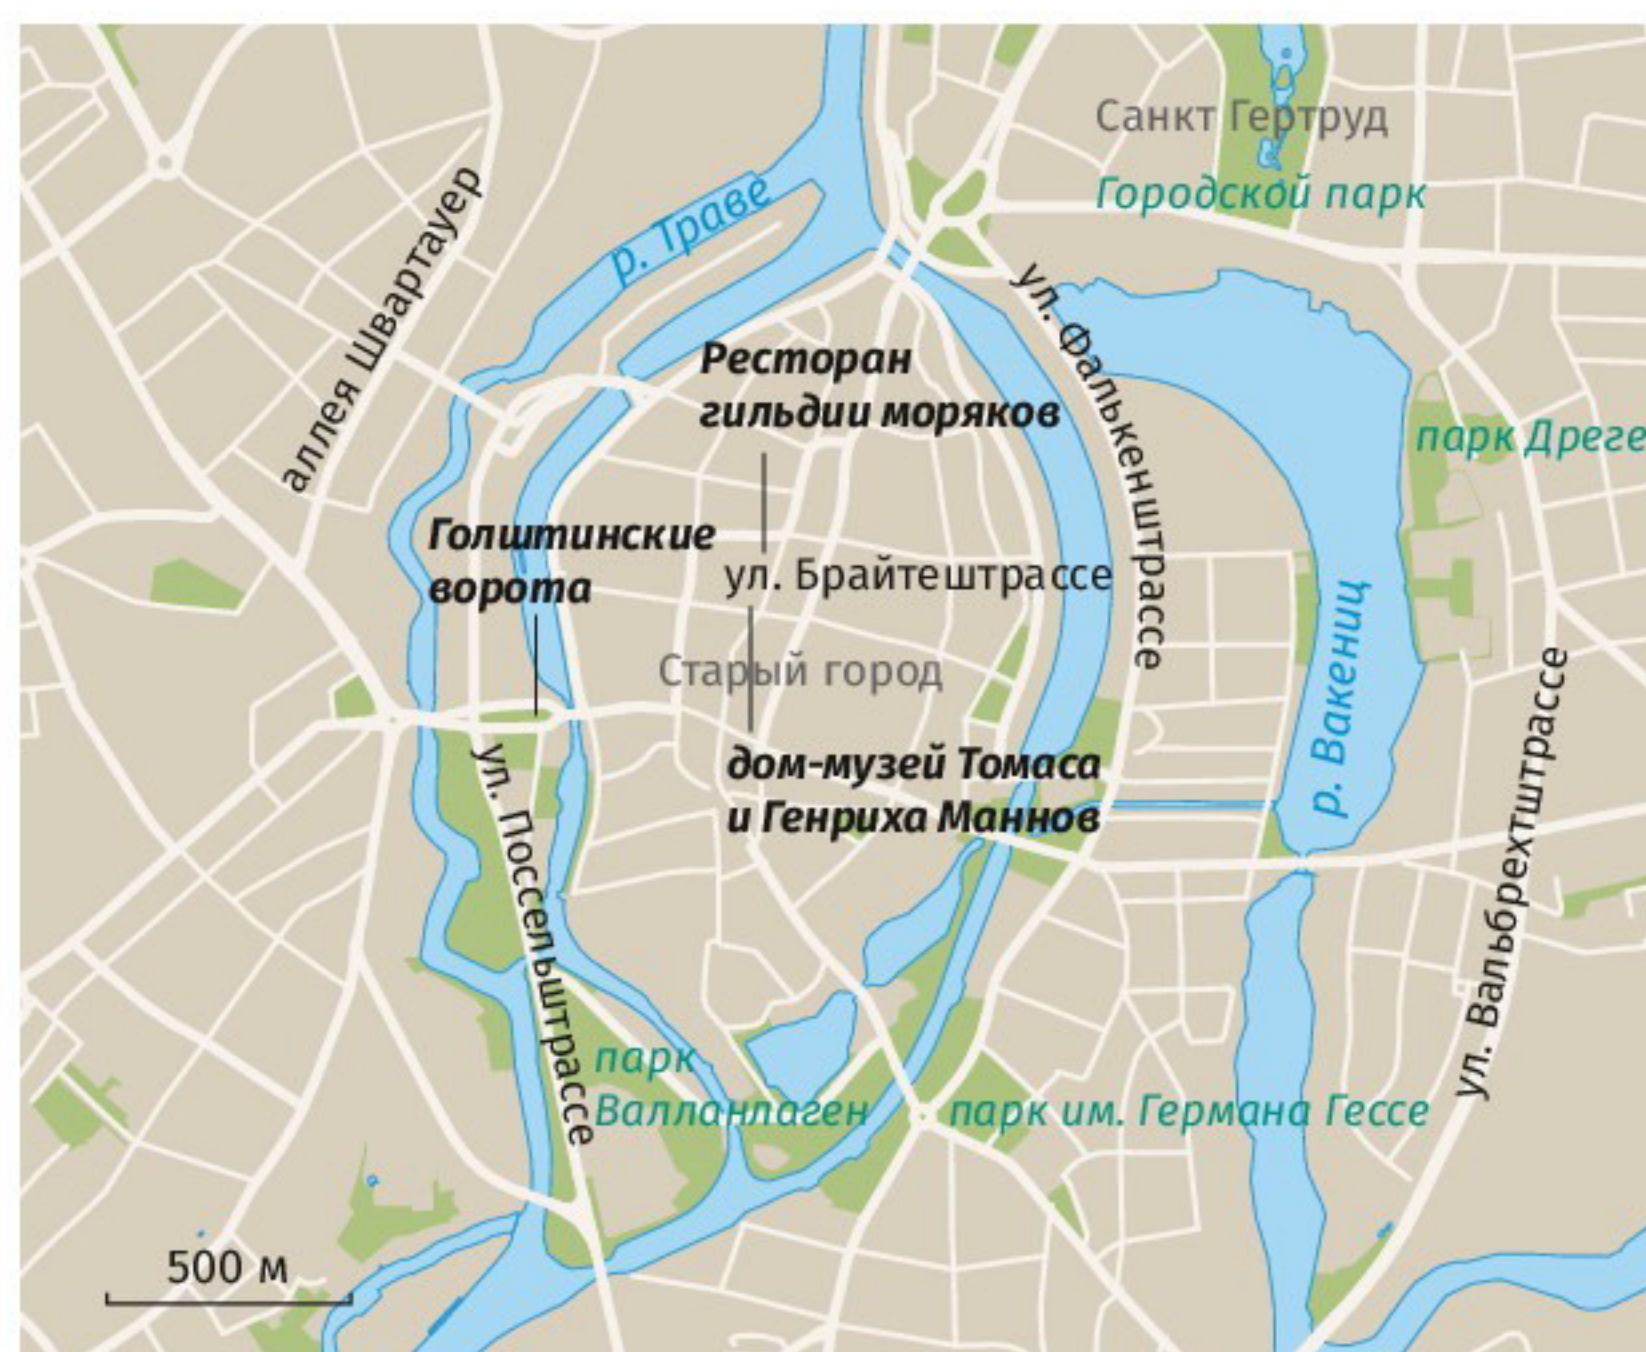 Санкт Гертруд
Городской парк
р. Траве
аллея Швартауер
ул. Фалькенштрассе
Ресторан
гильдии моряков
парк Дреге
Голштинские
ворота
ул. Брайтештрассе
Старый город
р. Вакениц
ул. Вальбрехтштрассе
дом-музей Томаса
и Генриха Маннов
ул. Поссельштрассе
парк
Валланлаген
парк им. Германа Гессе
500 м